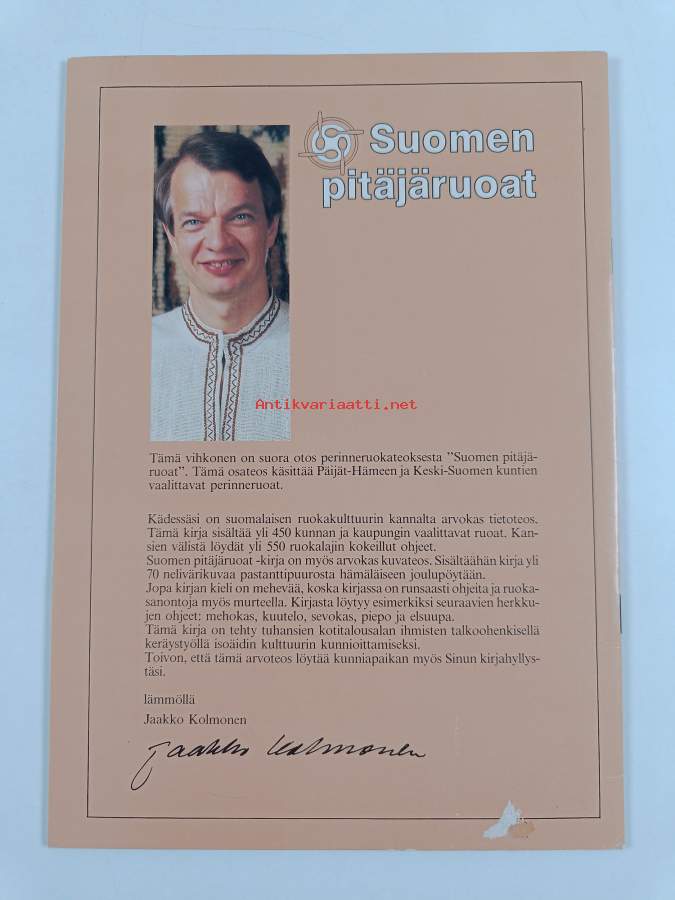 Suomen
pitäjäruoat
Antikvariaatti.net
Tämä vihkonen on suora otos perinneruokateoksesta "Suomen pitäjä-
ruoat". Tämä osateos käsittää Päijät-Hämeen ja Keski-Suomen kuntien
vaalittavat perinneruoat.
Kädessäsi on suomalaisen ruokakulttuurin kannalta arvokas tietoteos.
Tämä kirja sisältää yli 450 kunnan ja kaupungin vaalittavat ruoat. Kan-
sien välistä löydät yli 550 ruokalajin kokeillut ohjeet.
Suomen pitäjäruoat -kirja on myös arvokas kuvateos. Sisältäähän kirja yli
70 nelivärikuvaa pastanttipuurosta hämäläiseen joulupöytään.
Jopa kirjan kieli on mehevää, koska kirjassa on runsaasti ohjeita ja ruoka-
sanontoja myös murteella. Kirjasta löytyy esimerkiksi seuraavien herkku-
jen ohjeet: mehokas, kuutelo, sevokas, piepo ja elsuupa.
Tämä kirja on tehty tuhansien kotitalousalan ihmisten talkoohenkisellä
keräystyöllä isoäidin kulttuurin kunnioittamiseksi.
Toivon, että tämä arvoteos löytää kunniapaikan myös Sinun kirjahyllys-
täsi.
lämmöllä
Jaakko Kolmonen
Jaakko Kolmonen